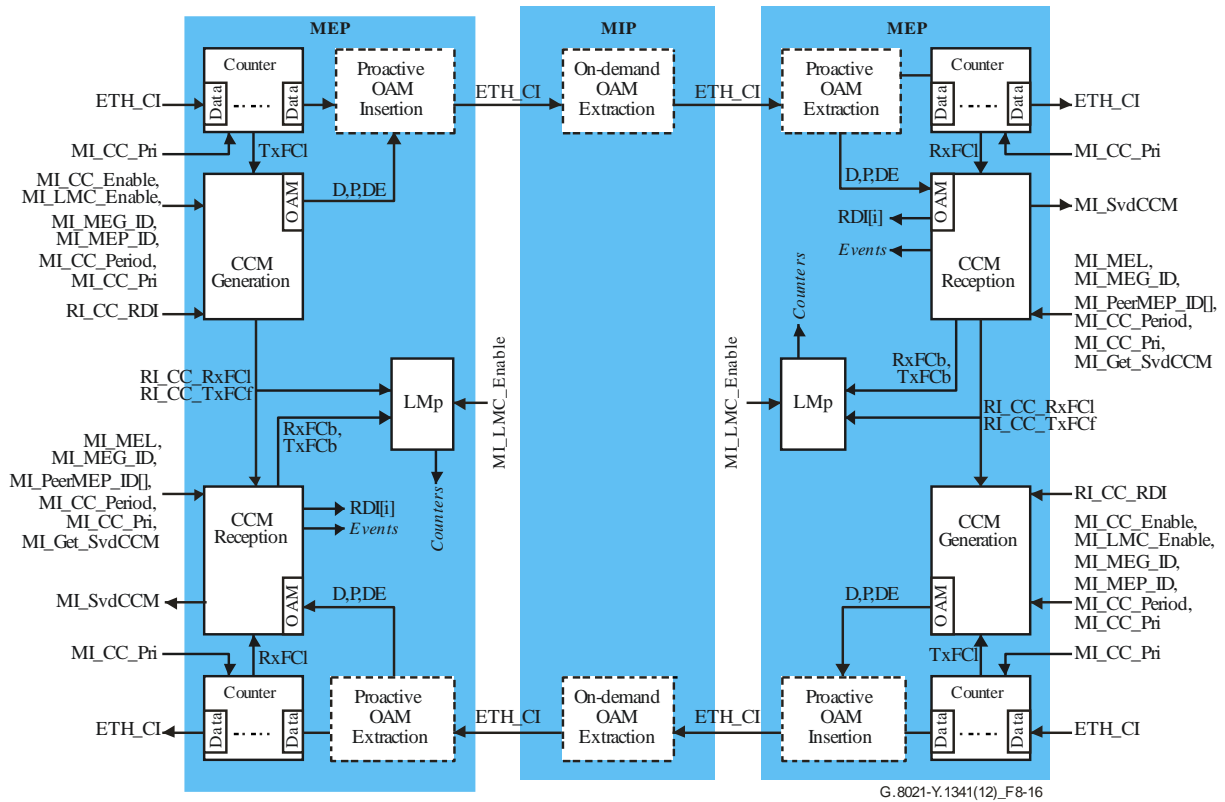 MEP
MIP
MEP
Counter
Data
Data
Proactive
OAM
Insertion
On-demand
OAM
Extraction
Proactive
OAM
Extraction
Counter
Data
Data
ETH_CI
ETH_CI
ETH_CI
ETH_CI
MI_CC_Pri
TxFCl
RxFCl
MI_CC_Pri
MI_CC_Enable,
MI_LMC_Enable,
MI_MEG_ID,
MI_MEP_ID,
MI_CC_Period,
MI_CC_Pri
RI_CC_RDI
OAM
CCM
Generation
D,P,DE
D,P,DE
OAM
CCM
Reception
RDI[i]
Events
MI_SvdCCM
MI_MEL,
MI_MEG_ID,
MI_PeerMEP_ID[],
MI_CC_Period,
MI_CC_Pri,
MI_Get_SvdCCM
RI_CC_RxFCl
RI_CC_TxFCf
LMp
MI_LMC_Enable
Counters
RxFCb,
TxFCb
MI_LMC_Enable
LMp
Counters
RxFCb,
TxFCb
RI_CC_RxFCl
RI_CC_TxFCf
MI_MEL,
MI_MEG_ID,
MI_PeerMEP_ID[],
MI_CC_Period,
MI_CC_Pri,
MI_Get_SvdCCM
CCM
Reception
OAM
RDI[i]
Events
MI_SvdCCM
D,P,DE
D,P,DE
CCM
Generation
OAM
RI_CC_RDI
MI_CC_Enable,
MI_LMC_Enable,
MI_MEG_ID,
MI_MEP_ID,
MI_CC_Period,
MI_CC_Pri
MI_CC_Pri
RxFCl
TxFCl
MI_CC_Pri
Counter
Data
Data
Proactive
OAM
Extraction
On-demand
OAM
Extraction
Proactive
OAM
Insertion
Counter
Data
Data
ETH_CI
ETH_CI
ETH_CI
ETH_CI
G.8021-Y.1341(12)_F8-16